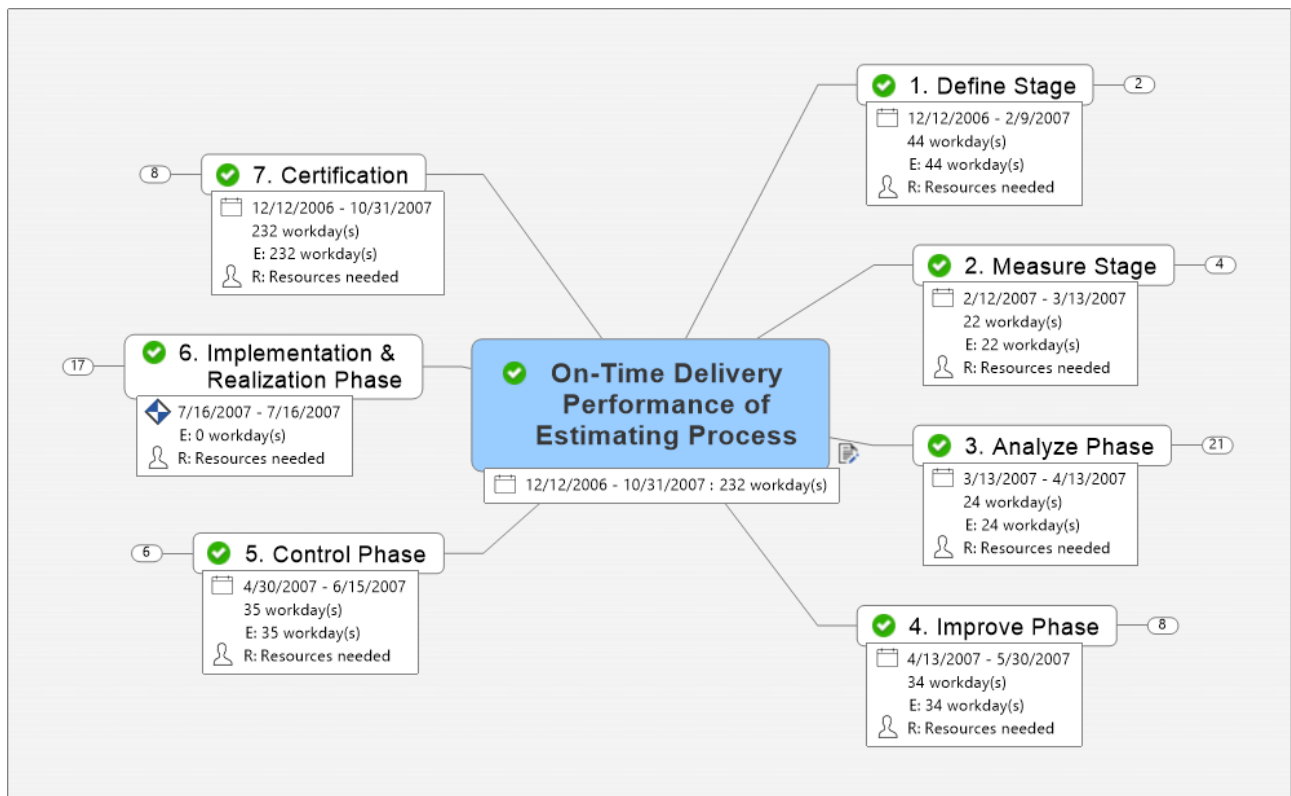 On-Time Delivery
Performance of
Estimating Process
12/12/2006 - 10/31/2007 : 232 workday(s)
1. Define Stage
2
12/12/2006 - 2/9/2007
44 workday(s)
E: 44 workday(s)
R: Resources needed
2. Measure Stage
4
2/12/2007 - 3/13/2007
22 workday(s)
E: 22 workday(s)
R: Resources needed
3. Analyze Phase
21
3/13/2007 - 4/13/2007
24 workday(s)
E: 24 workday(s)
R: Resources needed
4. Improve Phase
8
4/13/2007 - 5/30/2007
34 workday(s)
E: 34 workday(s)
R: Resources needed
5. Control Phase
6
4/30/2007 - 6/15/2007
35 workday(s)
E: 35 workday(s)
R: Resources needed
6. Implementation &
Realization Phase
17
7/16/2007 - 7/16/2007
E: 0 workday(s)
R: Resources needed
7. Certification
8
12/12/2006 - 10/31/2007
232 workday(s)
E: 232 workday(s)
R: Resources needed